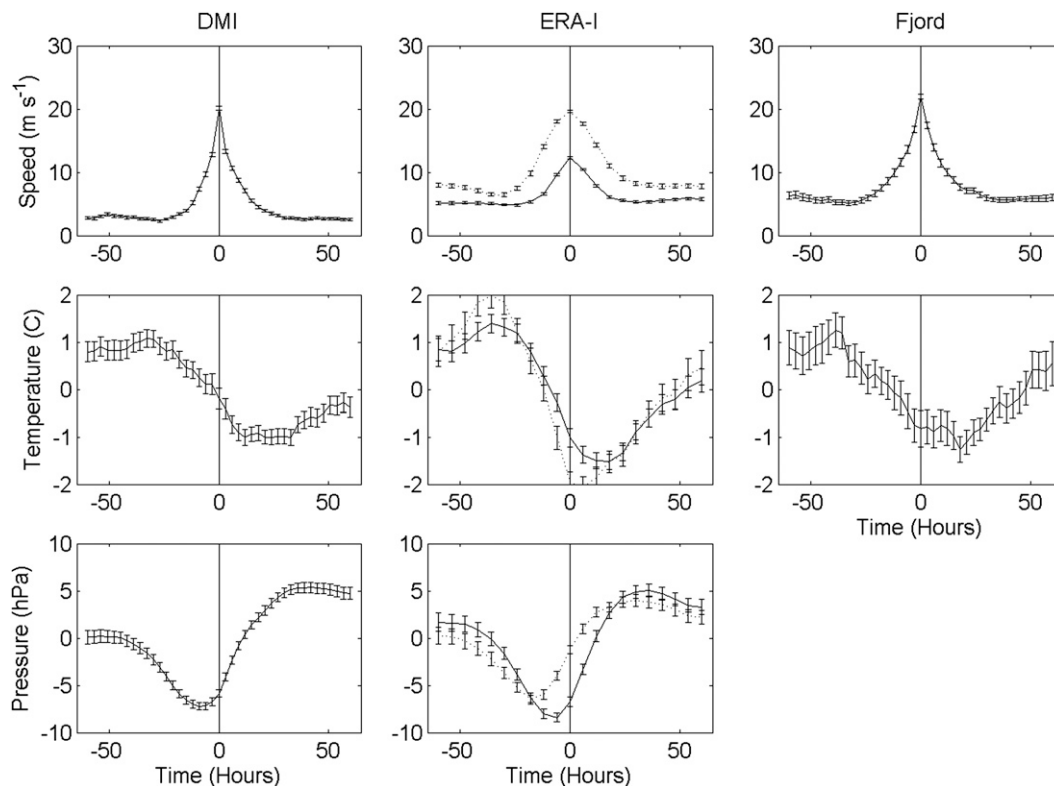 DMI ERA-I Fjord
Speed (m s-1)
30 30 30
20 20 20
10 10 10
0 0 0
-50 0 50 -50 0 50 -50 0 50
Temperature (C)
2 2 2
1 1 1
0 0 0
-1 -1 -1
-2 -2 -2
-50 0 50 -50 0 50 -50 0 50
Time (Hours)
Pressure (hPa)
10 10
5 5
0 0
-5 -5
-10 -10
-50 0 50 -50 0 50
Time (Hours) Time (Hours)